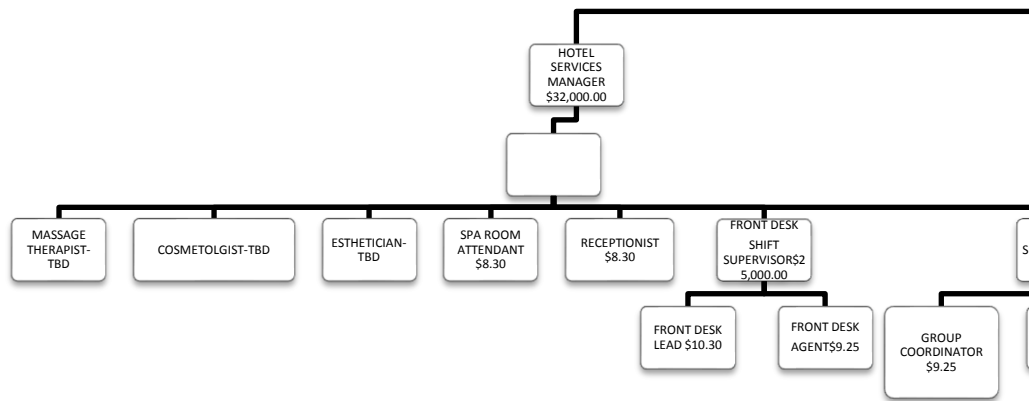 HOTEL
SERVICES
MANAGER
$32,000.00
MASSAGE
THERAPIST-
TBD
COSMETOLGIST-TBD
ESTHETICIAN-
TBD
SPA ROOM
ATTENDANT
$8.30
RECEPTIONIST
$8.30
FRONT DESK
SHIFT
SUPERVISOR$2
5,000.00
S
FRONT DESK
LEAD $10.30
FRONT DESK
AGENT$9.25
GROUP
COORDINATOR
$9.25